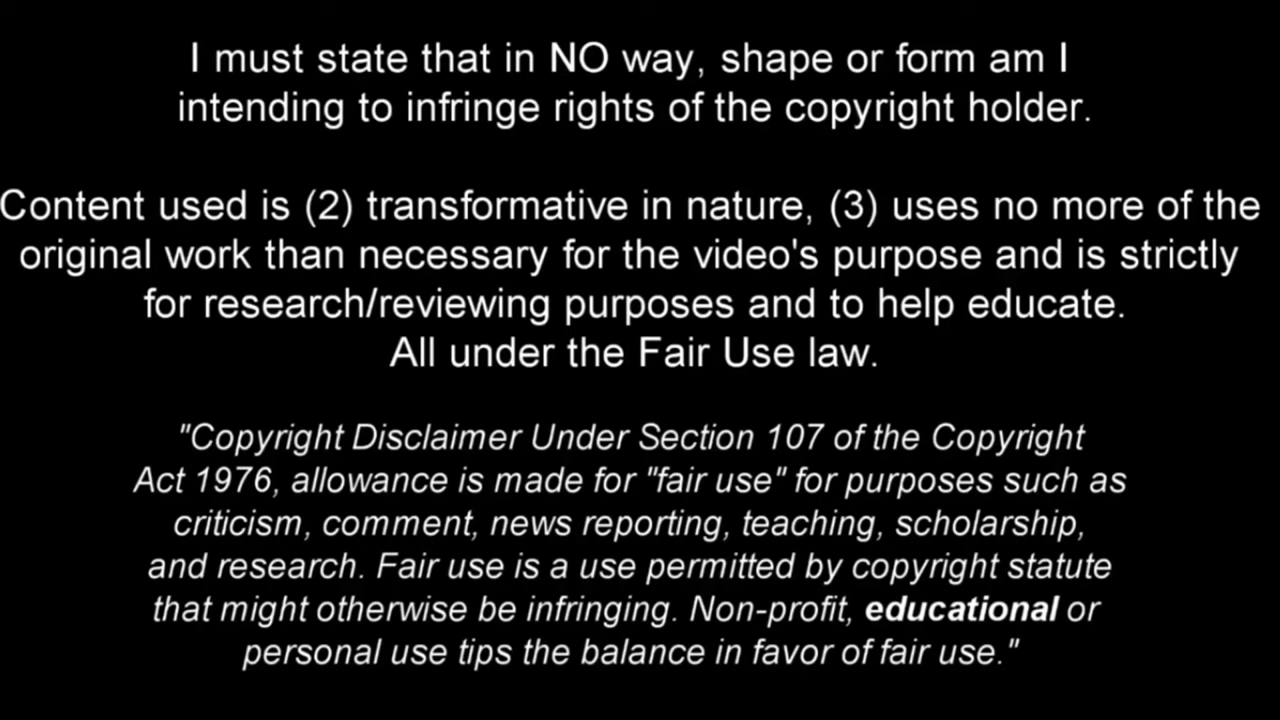 I must state that in NO way, shape or form am I
intending to infringe rights of the copyright holder.
Content used is (2) transformative in nature, (3) uses no more of the
original work than necessary for the video's purpose and is strictly
for research/reviewing purposes and to help educate.
All under the Fair Use law.
"Copyright Disclaimer Under Section 107 of the Copyright
Act 1976, allowance is made for "fair use" for purposes such as
criticism, comment, news reporting, teaching, scholarship,
and research. Fair use is a use permitted by copyright statute
that might otherwise be infringing. Non-profit, educational or
personal use tips the balance in favor of fair use."